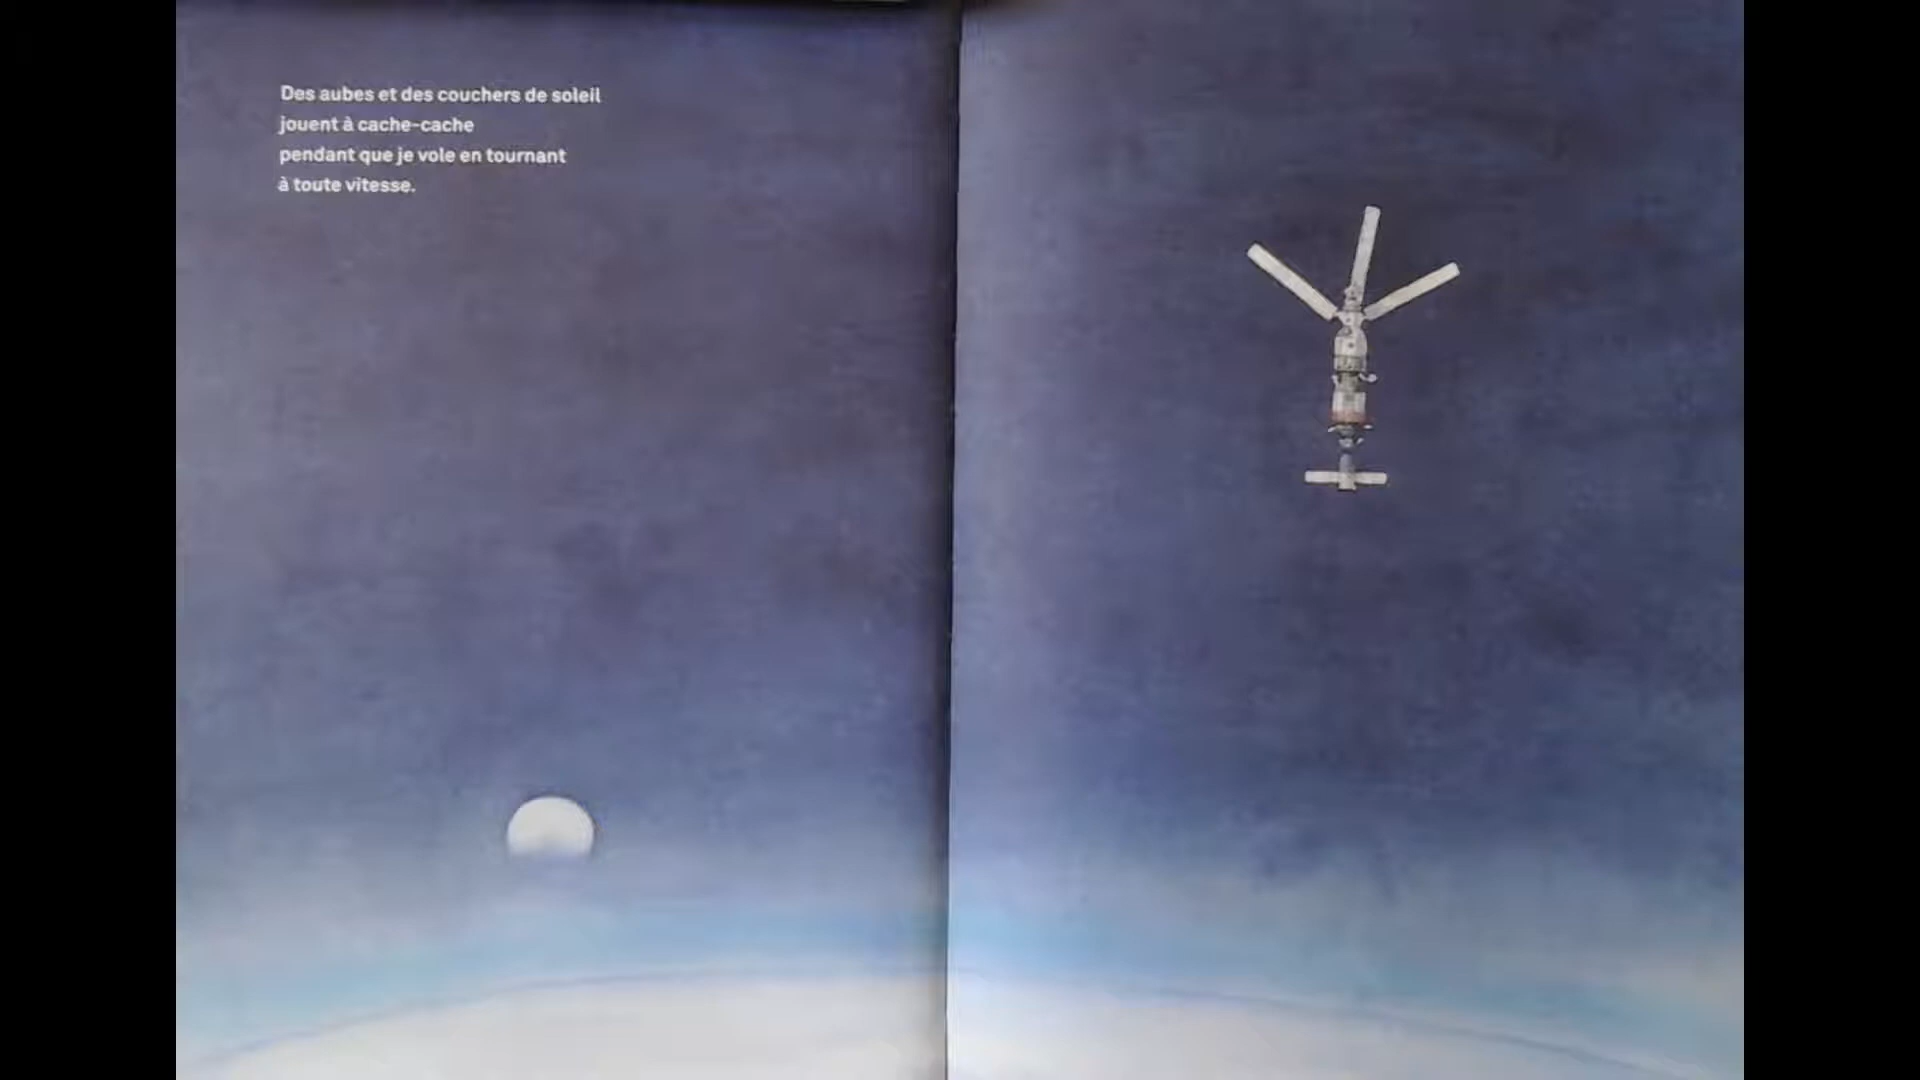 Des aubes et des couchers de soleil
jouent à cache-cache
pendant que je vole en tournant
à toute vitesse.